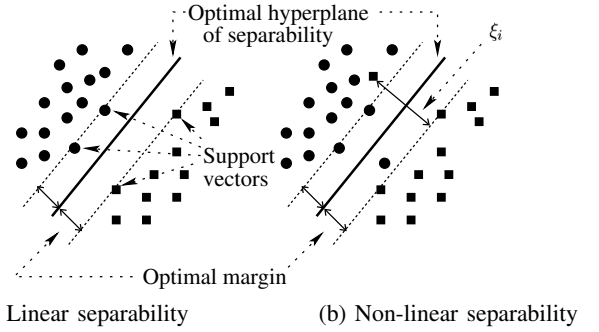 Optimal hyperplane
of separability
ξi
Support
vectors
Optimal margin
Linear separability
(b) Non-linear separability